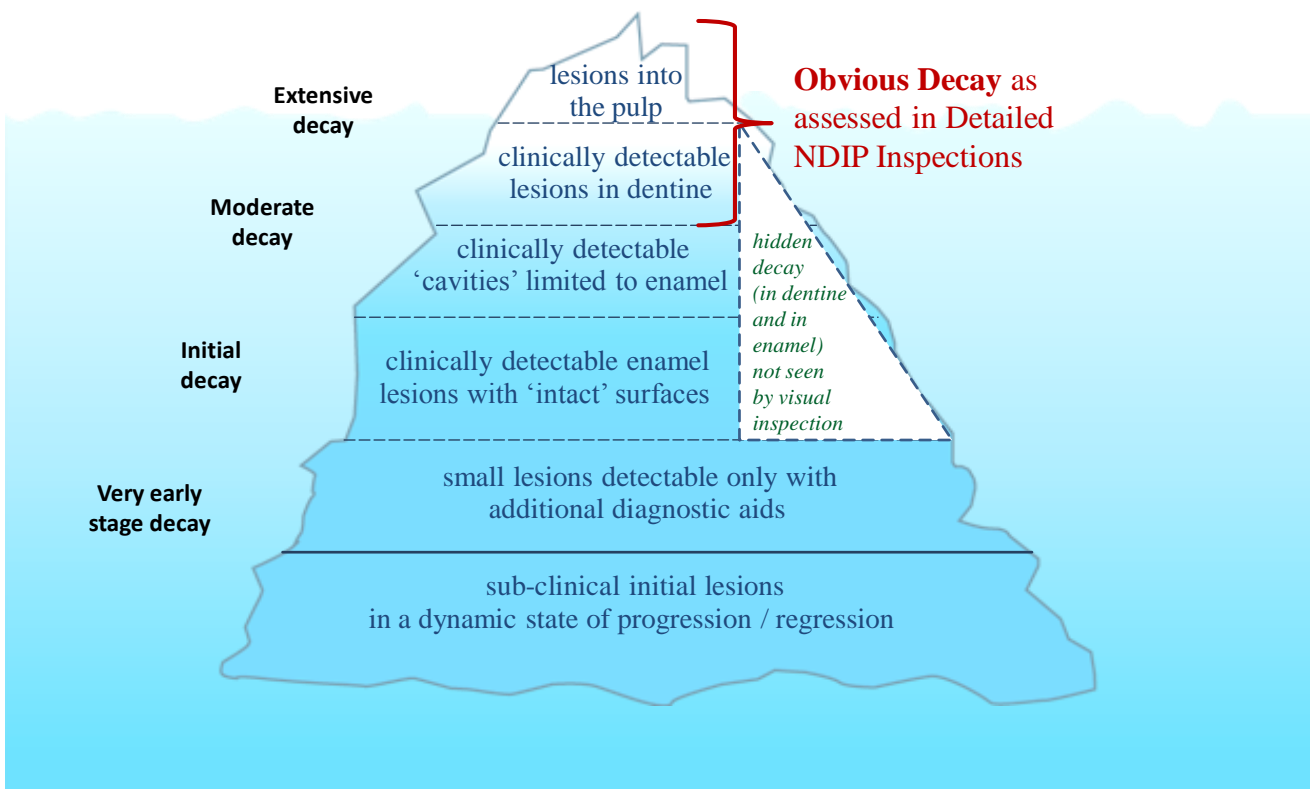 Extensive
decay
lesions into
the pulp
Obvious Decay as
assessed in Detailed
NDIP Inspections
clinically detectable
lesions in dentine
Moderate
decay
clinically detectable
‘cavities’ limited to enamel
hidden
decay
(in dentine
and in
enamel)
not seen
by visual
inspection
Initial
decay
clinically detectable enamel
lesions with ‘intact’ surfaces
Very early
stage decay
small lesions detectable only with
additional diagnostic aids
sub-clinical initial lesions
in a dynamic state of progression / regression